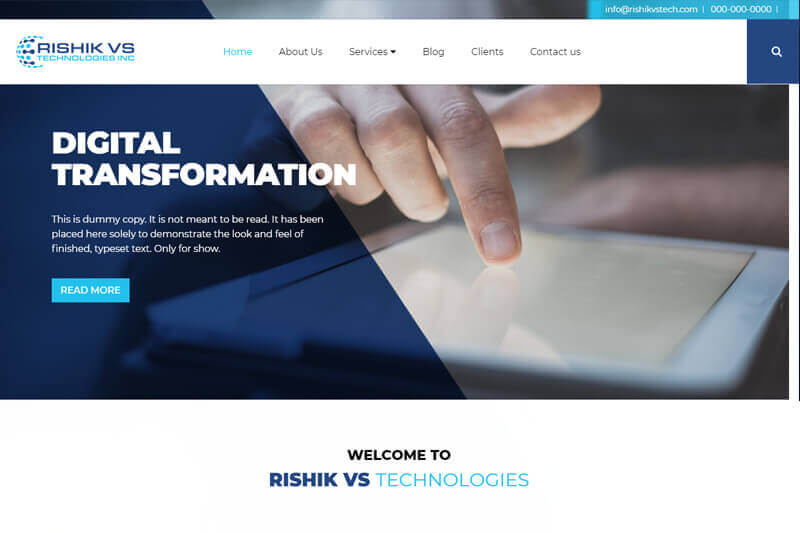 info@rishikvstech.com | 000-000-0000 |
RISHIK VS
TECHNOLOGIES INC
Home About Us Services Blog Clients Contact us
DIGITAL
TRANSFORMATION
This is dummy copy. It is not meant to be read. It has been
placed here solely to demonstrate the look and feel of
finished, typeset text. Only for show.
READ MORE
WELCOME TO
RISHIK VS TECHNOLOGIES